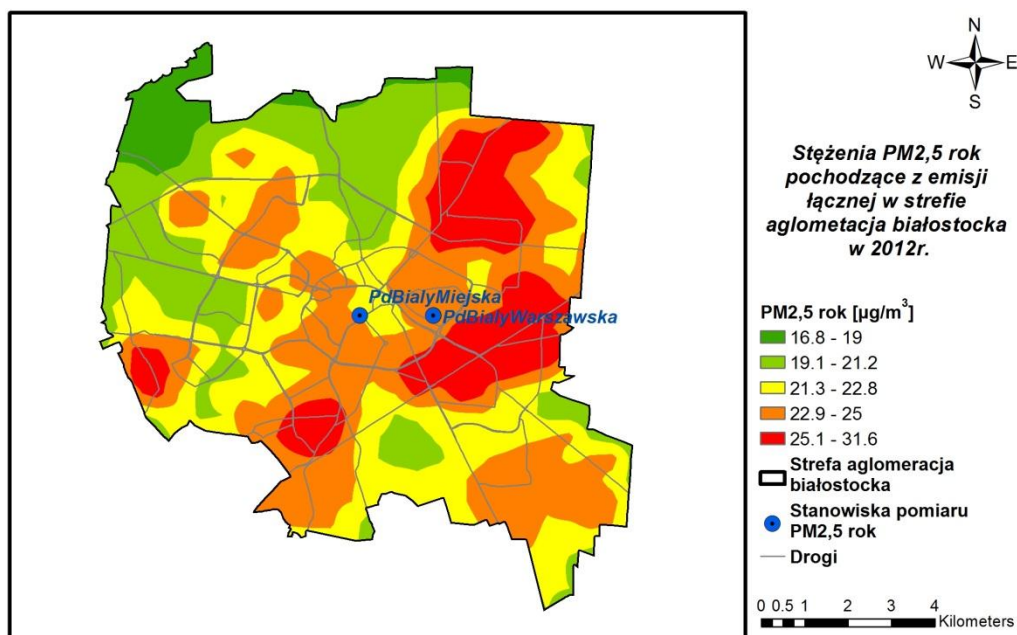 N
W E
S
Stężenia PM2,5 rok
pochodzące z emisji
łącznej w strefie
aglometacja białostocka
w 2012r.
PdBialyMiejska
PdBialyWarszawska
PM2,5 rok [µg/m³]
16.8 - 19
19.1 - 21.2
21.3 - 22.8
22.9 - 25
25.1 - 31.6
Strefa aglomeracja
białostocka
Stanowiska pomiaru
PM2,5 rok
Drogi
0 0.5 1 2 3 4
Kilometers